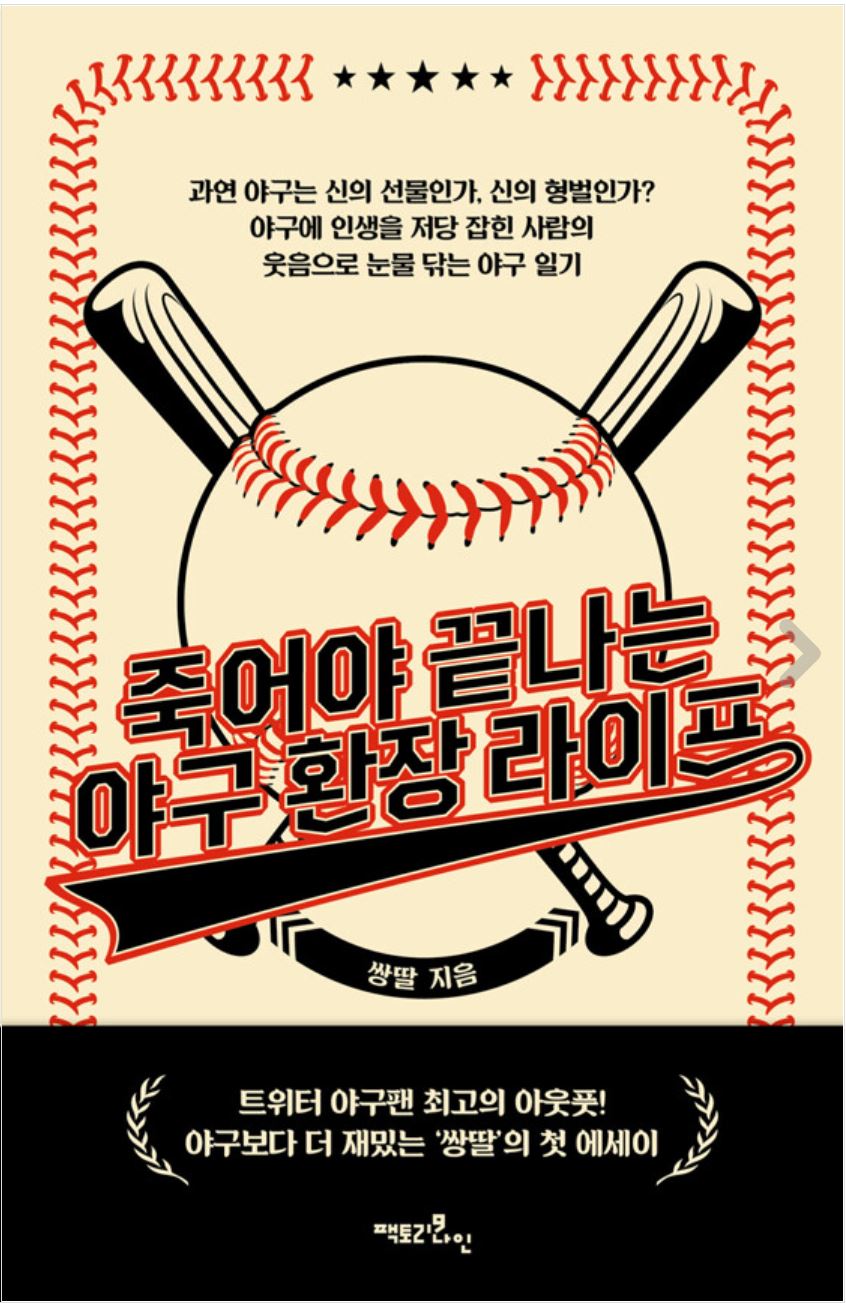 과연 야구는 신의 선물인가, 신의 형벌인가?
야구에 인생을 저당 잡힌 사람의
웃음으로 눈물 닦는 야구 일기
죽어야 끝나는
야구 환장 라이프
쌍딸 지음
트위터 야구팬 최고의 아웃풋!
야구보다 더 재밌는 ‘쌍딸’의 첫 에세이
팩토리나인